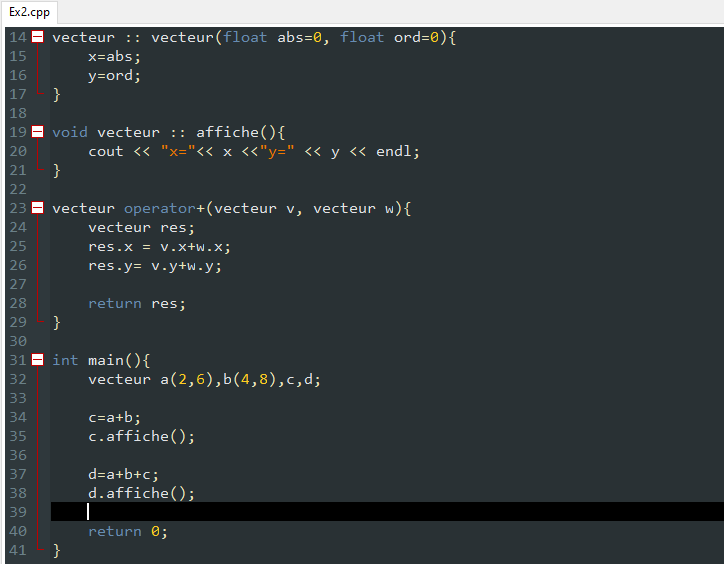 Ex2.cpp
14 vecteur :: vecteur(float abs=0, float ord=0){
15     x=abs;
16     y=ord;
17 }
18
19 void vecteur :: affiche(){
20     cout << "x="<< x <<"y=" << y << endl;
21 }
22
23 vecteur operator+(vecteur v, vecteur w){
24     vecteur res;
25     res.x = v.x+w.x;
26     res.y= v.y+w.y;
27
28     return res;
29 }
30
31 int main(){
32     vecteur a(2,6),b(4,8),c,d;
33
34     c=a+b;
35     c.affiche();
36
37     d=a+b+c;
38     d.affiche();
39
40     return 0;
41 }